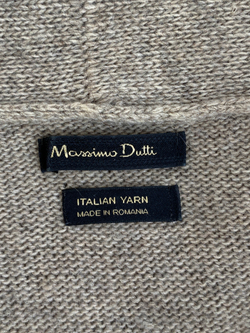 Massimo Dutti
ITALIAN YARN
MADE IN ROMANIA